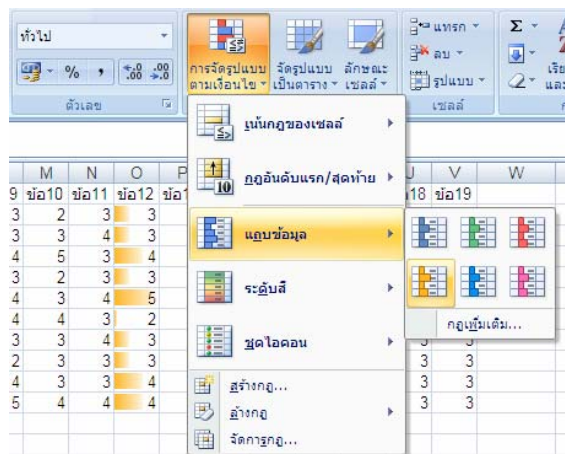 ทั่วไป
% , .00 .00
ตัวเลข
การจัดรูปแบบ ตามเงื่อนไข
จัดรูปแบบ เป็นตาราง
ลักษณะ เซลล์
แทรก
ลบ
รูปแบบ
เซลล์
Σ
เน้นกฎของเซลล์
กฎอันดับแรก/สุดท้าย
แถบข้อมูล
ระดับสี
ชุดไอคอน
สร้างกฎ...
ล้างกฎ
จัดการกฎ...
กฎเพิ่มเติม...
M N O P V W
9 ข้อ10 ข้อ11 ข้อ12 18 ข้อ19
3 2 3 3
3 3 4 3
4 5 3 4
3 2 3 3
4 3 4 5
4 4 3 2
3 3 4 3 3 3
2 3 3 3 3 3
4 3 3 4 3 3
5 4 4 4 3 3